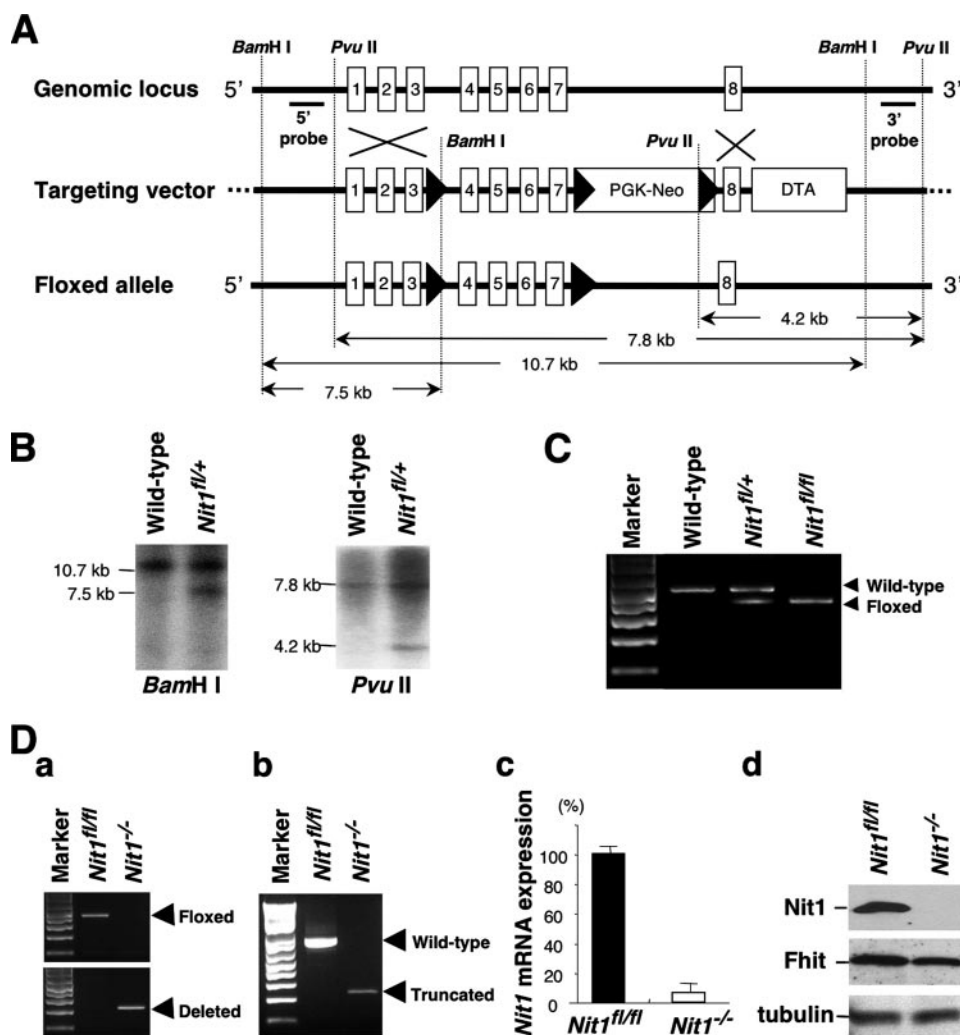 A
BamH I Pvu II BamH I Pvu II
Genomic locus 5' 1 2 3 4 5 6 7 8 3'
5' probe 3' probe
BamH I Pvu II
Targeting vector 1 2 3 4 5 6 7 PGK-Neo 8 DTA
Floxed allele 5' 1 2 3 4 5 6 7 8 3'
4.2 kb
7.8 kb
10.7 kb
7.5 kb
B
Wild-type Nit1fl/+
10.7 kb
7.5 kb
BamH I
Wild-type Nit1fl/+
7.8 kb
4.2 kb
Pvu II
C
Marker Wild-type Nit1fl/+ Nit1fl/fl
Wild-type
Floxed
D
a
Marker Nit1fl/fl Nit1-/-
Floxed
Deleted
b
Marker Nit1fl/fl Nit1-/-
Wild-type
Truncated
c
(%)
Nit1 mRNA expression
100
80
60
40
20
0
Nit1fl/fl Nit1-/-
d
Nit1fl/fl Nit1-/-
Nit1
Fhit
tubulin